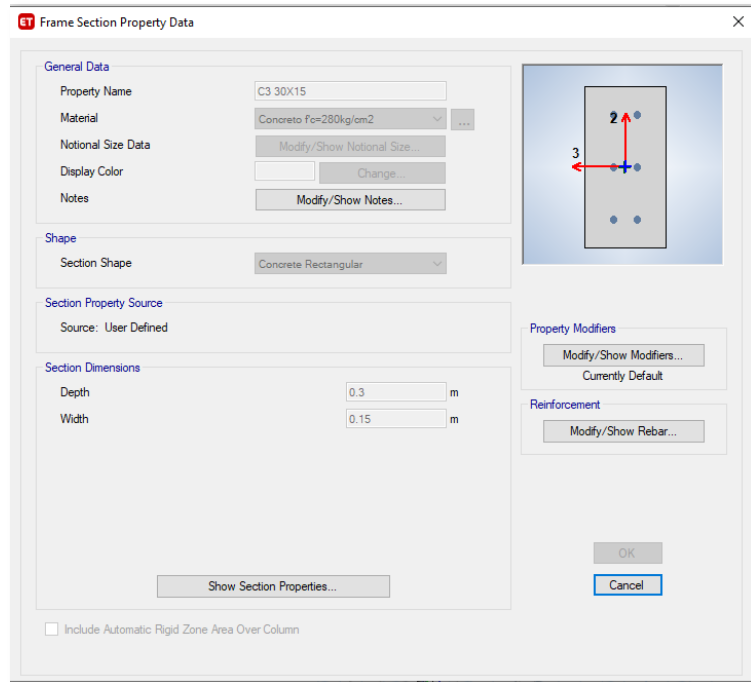 ET Frame Section Property Data
General Data
Property Name C3 30X15
Material Concreto f'c=280kg/cm2 ...
Notional Size Data Modify/Show Notional Size...
Display Color Change...
Notes Modify/Show Notes...
2
3
Shape
Section Shape Concrete Rectangular
Section Property Source
Source: User Defined
Property Modifiers
Modify/Show Modifiers...
Currently Default
Section Dimensions
Depth 0.3 m
Width 0.15 m
Reinforcement
Modify/Show Rebar...
OK
Show Section Properties...
Cancel
Include Automatic Rigid Zone Area Over Column